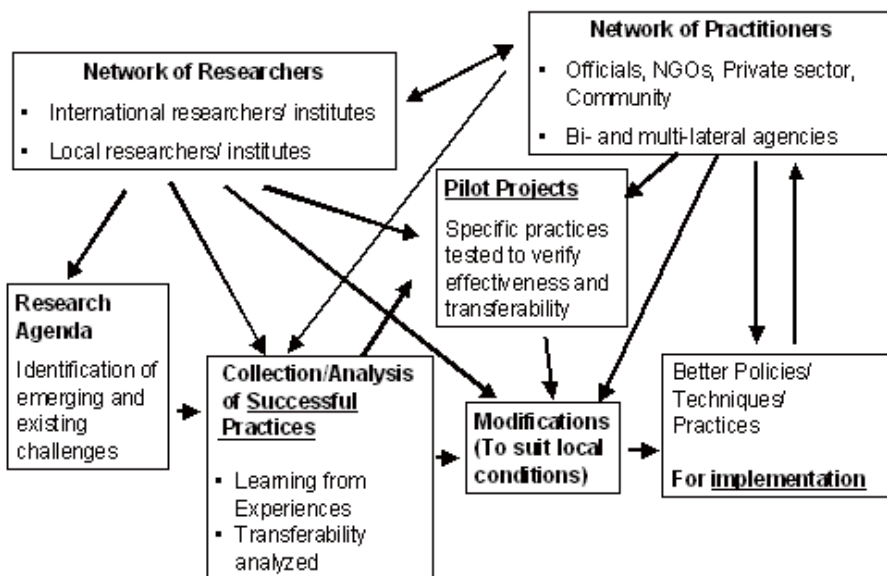 Network of Researchers
▪ International researchers/ institutes
▪ Local researchers/ institutes
Network of Practitioners
▪ Officials, NGOs, Private sector,
Community
▪ Bi- and multi-lateral agencies
Pilot Projects
Specific practices
tested to verify
effectiveness and
transferability
Research
Agenda
Identification of
emerging and
existing
challenges
Collection/Analysis
of Successful
Practices
▪ Learning from
Experiences
▪ Transferability
analyzed
Modifications
(To suit local
conditions)
Better Policies/
Techniques/
Practices
For implementation